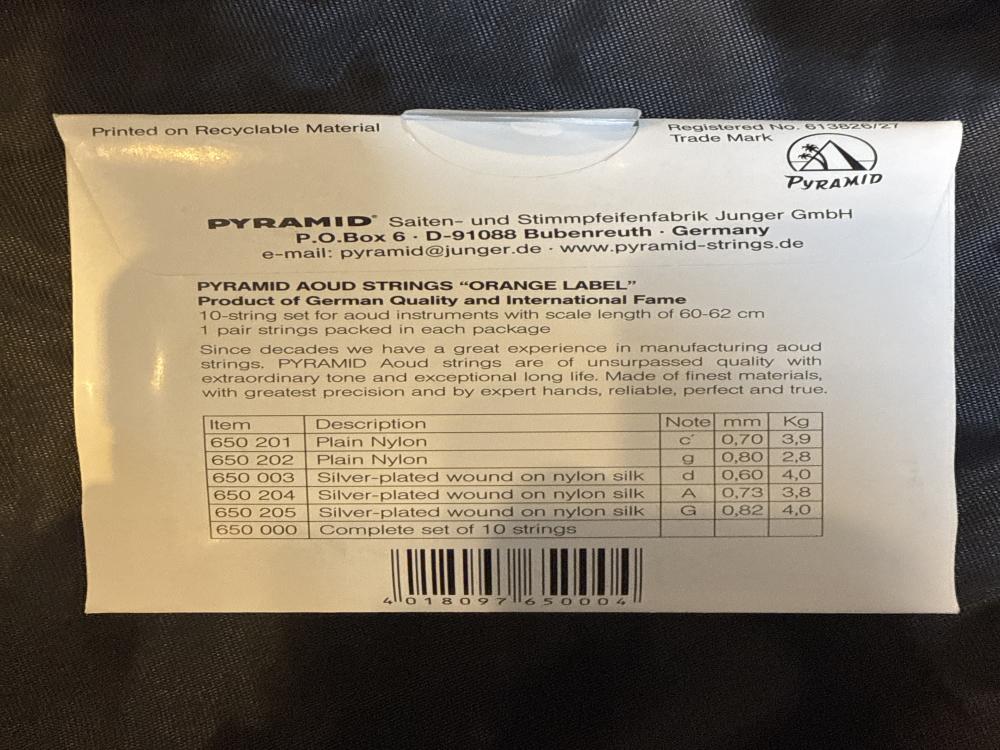 Printed on Recyclable Material
Registered No. 613826/27
Trade Mark
PYRAMID
PYRAMID® Saiten- und Stimmpfeifenfabrik Junger GmbH
P.O.Box 6 · D-91088 Bubenreuth · Germany
e-mail: pyramid@junger.de · www.pyramid-strings.de
PYRAMID AOUD STRINGS “ORANGE LABEL”
Product of German Quality and International Fame
10-string set for aoud instruments with scale length of 60-62 cm
1 pair strings packed in each package
Since decades we have a great experience in manufacturing aoud
strings. PYRAMID Aoud strings are of unsurpassed quality with
extraordinary tone and exceptional long life. Made of finest materials,
with greatest precision and by expert hands, reliable, perfect and true.
Item Description Note mm Kg
650 201 Plain Nylon c´ 0,70 3,9
650 202 Plain Nylon g 0,80 2,8
650 003 Silver-plated wound on nylon silk d 0,60 4,0
650 204 Silver-plated wound on nylon silk A 0,73 3,8
650 205 Silver-plated wound on nylon silk G 0,82 4,0
650 000 Complete set of 10 strings
4 018097 650004